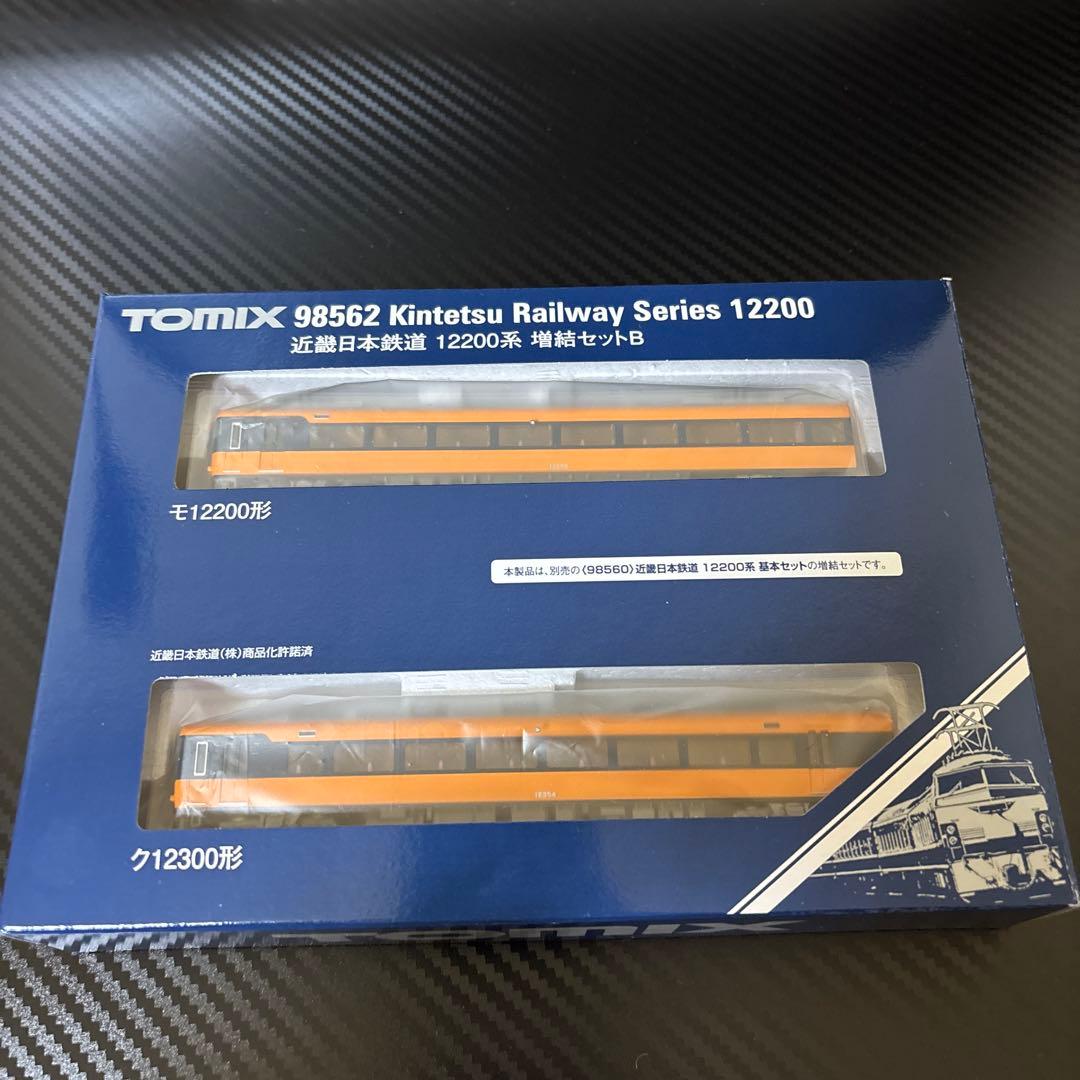 TOMIX 98562 Kintetsu Railway Series 12200
近畿日本鉄道 12200系 増結セットB
モ12200形
本製品は、別売の〈98560〉近畿日本鉄道 12200系 基本セットの増結セットです。
近畿日本鉄道(株)商品化許諾済
12354
ク12300形
TOMIX